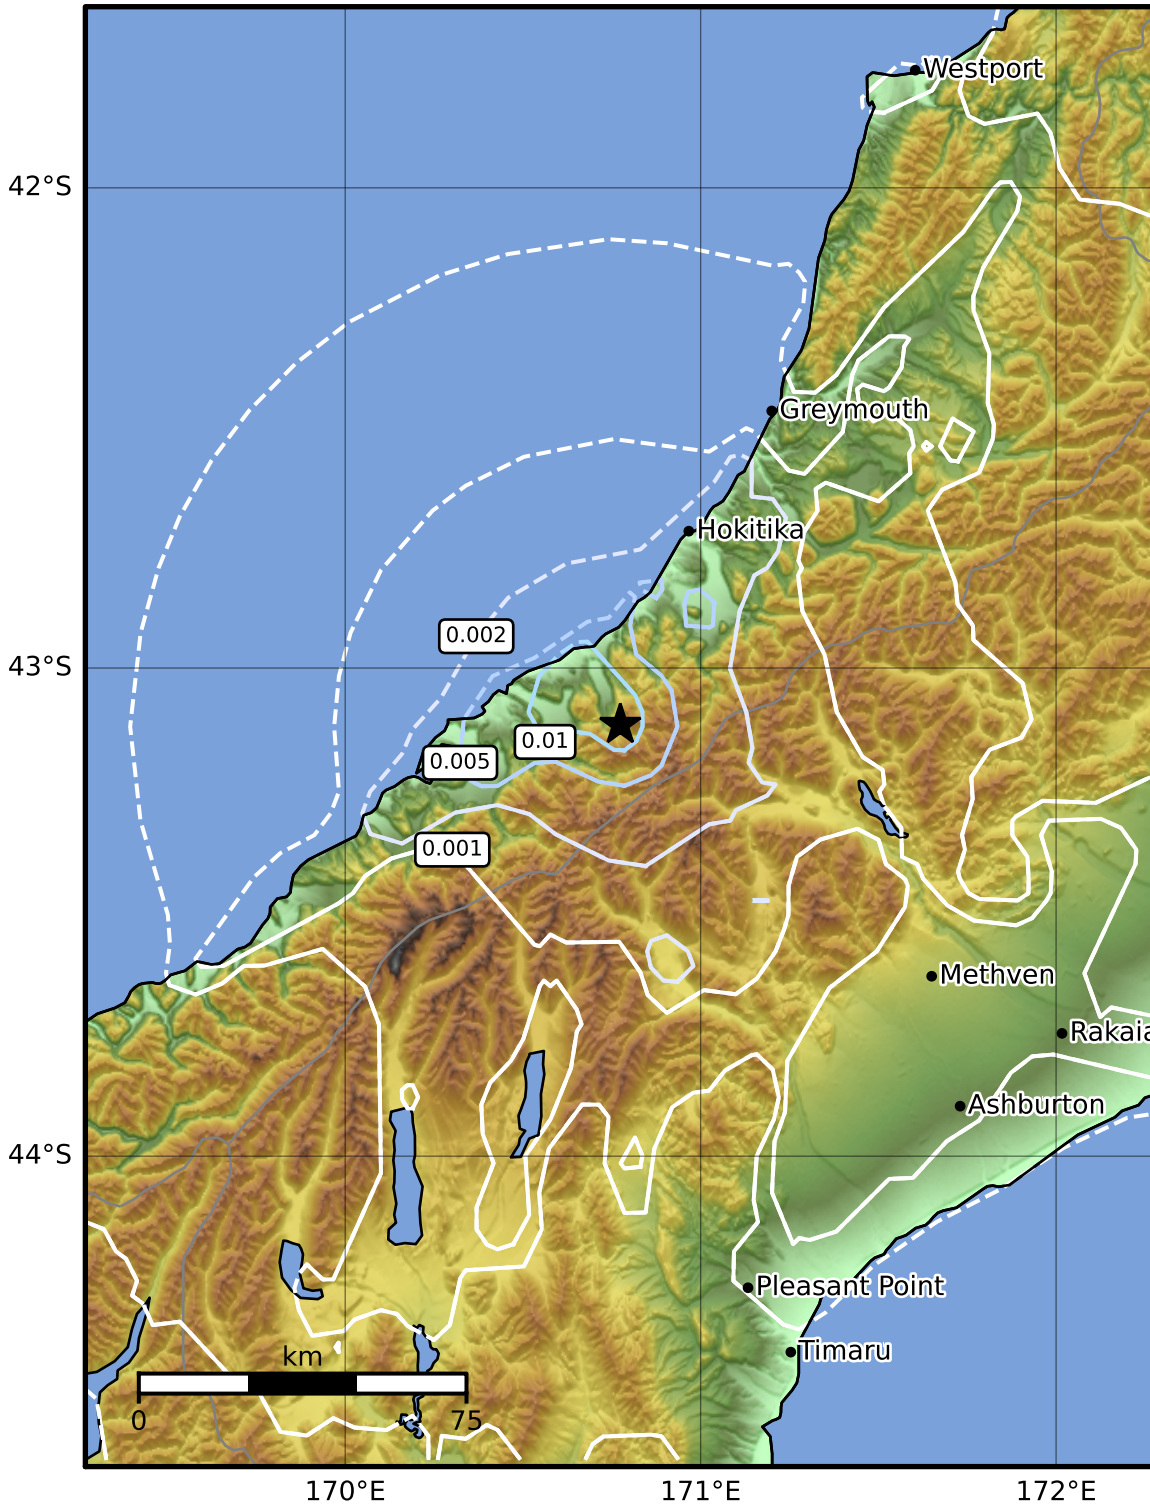 Westport
42°S
Greymouth
Hokitika
0.002
43°S
0.01
0.005
0.001
Methven
Rakaia
Ashburton
44°S
Pleasant Point
Timaru
km
0
75
170°E
171°E
172°E